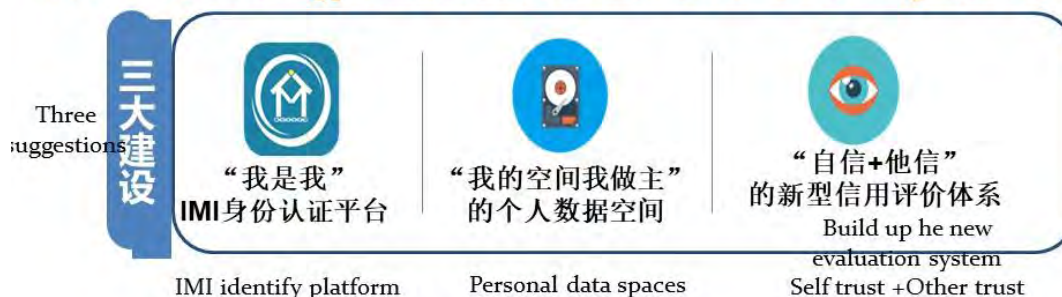 三大建设
Three
suggestions
“我是我”
IMI身份认证平台
IMI identify platform
“我的空间我做主”
的个人数据空间
Personal data spaces
“自信+他信”
的新型信用评价体系
Build up he new
evaluation system
Self trust +Other trust